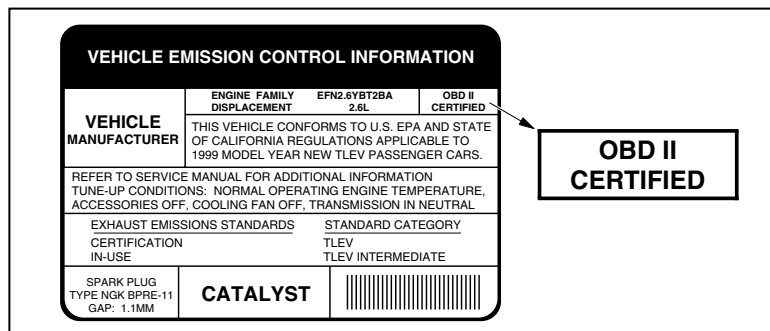 VEHICLE EMISSION CONTROL INFORMATION
VEHICLE
MANUFACTURER
ENGINE FAMILY EFN2.6YBT2BA
DISPLACEMENT 2.6L
OBD II
CERTIFIED
THIS VEHICLE CONFORMS TO U.S. EPA AND STATE
OF CALIFORNIA REGULATIONS APPLICABLE TO
1999 MODEL YEAR NEW TLEV PASSENGER CARS.
REFER TO SERVICE MANUAL FOR ADDITIONAL INFORMATION
TUNE-UP CONDITIONS: NORMAL OPERATING ENGINE TEMPERATURE,
ACCESSORIES OFF, COOLING FAN OFF, TRANSMISSION IN NEUTRAL
EXHAUST EMISSIONS STANDARDS STANDARD CATEGORY
CERTIFICATION TLEV
IN-USE TLEV INTERMEDIATE
SPARK PLUG
TYPE NGK BPRE-11
GAP: 1.1MM
CATALYST
OBD II
CERTIFIED